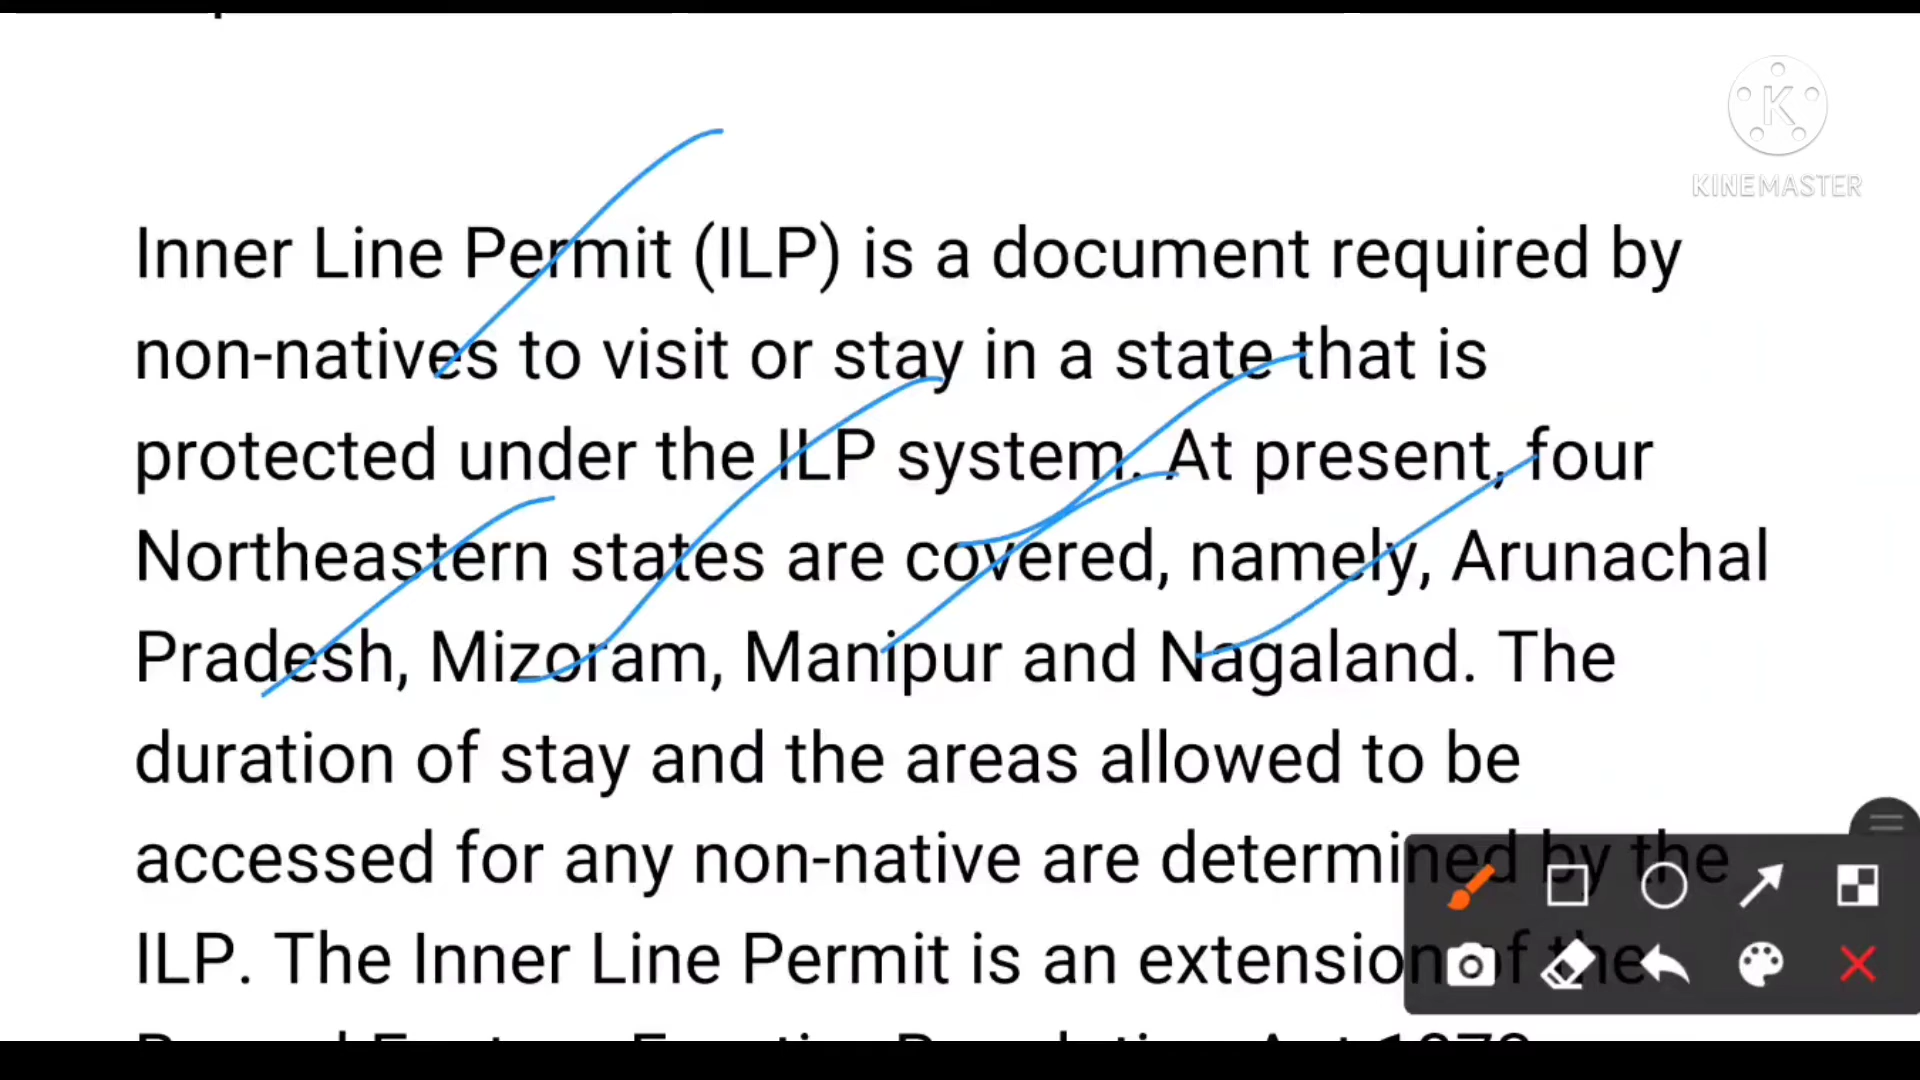 KINEMASTER
Inner Line Permit (ILP) is a document required by
non-natives to visit or stay in a state that is
protected under the ILP system. At present, four
Northeastern states are covered, namely, Arunachal
Pradesh, Mizoram, Manipur and Nagaland. The
duration of stay and the areas allowed to be
accessed for any non-native are determined by the
ILP. The Inner Line Permit is an extension of the